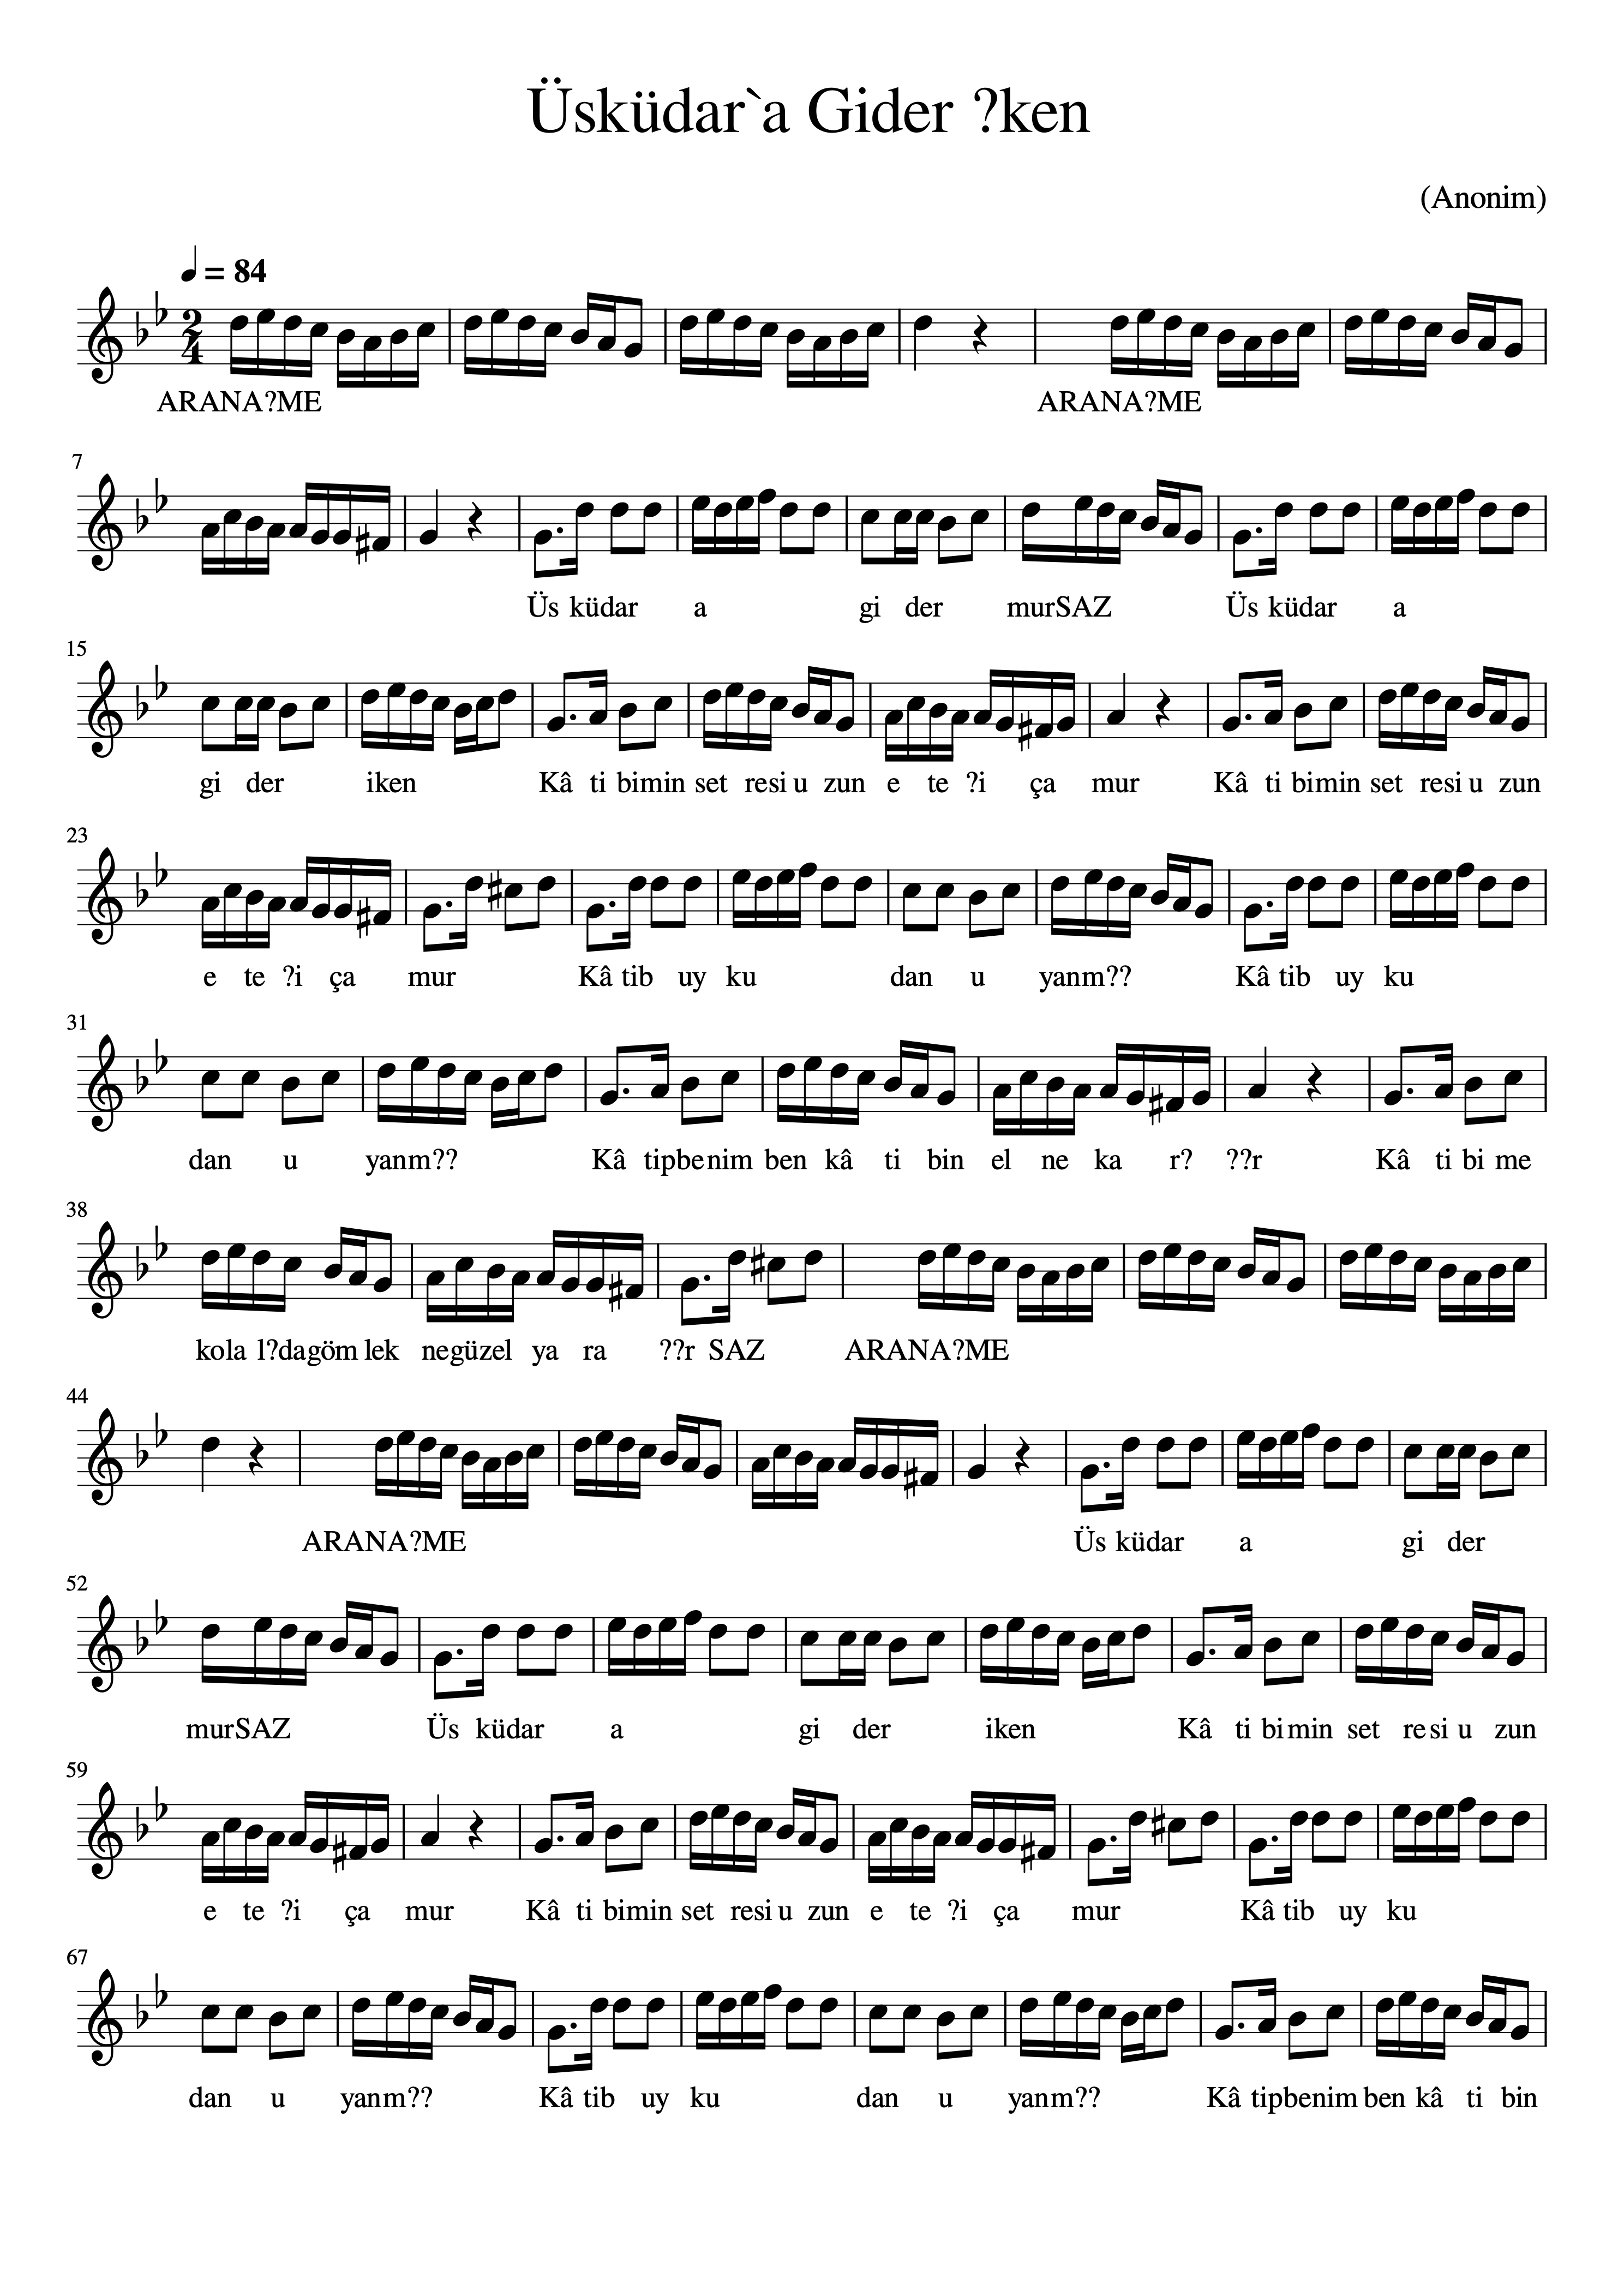 Üsküdar`a Gider ?ken
(Anonim)
= 84
2
4
ARANA?ME ARANA?ME
7
Üs küdar a gi der murSAZ Üs küdar a
15
gi der iken Kâ ti bimin set resi u zun e te ?i ça mur Kâ ti bimin set resi u zun
23
e te ?i ça mur Kâ tib uy ku dan u yanm?? Kâ tib uy ku
31
dan u yanm?? Kâ tipbenim ben kâ ti bin el ne ka r? ??r Kâ ti bi me
38
kola l?dagöm lek negüzel ya ra ??r SAZ ARANA?ME
44
ARANA?ME Üs küdar a gi der
52
murSAZ Üs küdar a gi der iken Kâ ti bimin set resi u zun
59
e te ?i ça mur Kâ ti bimin set resi u zun e te ?i ça mur Kâ tib uy ku
67
dan u yanm?? Kâ tib uy ku dan u yanm?? Kâ tipbenim ben kâ ti bin